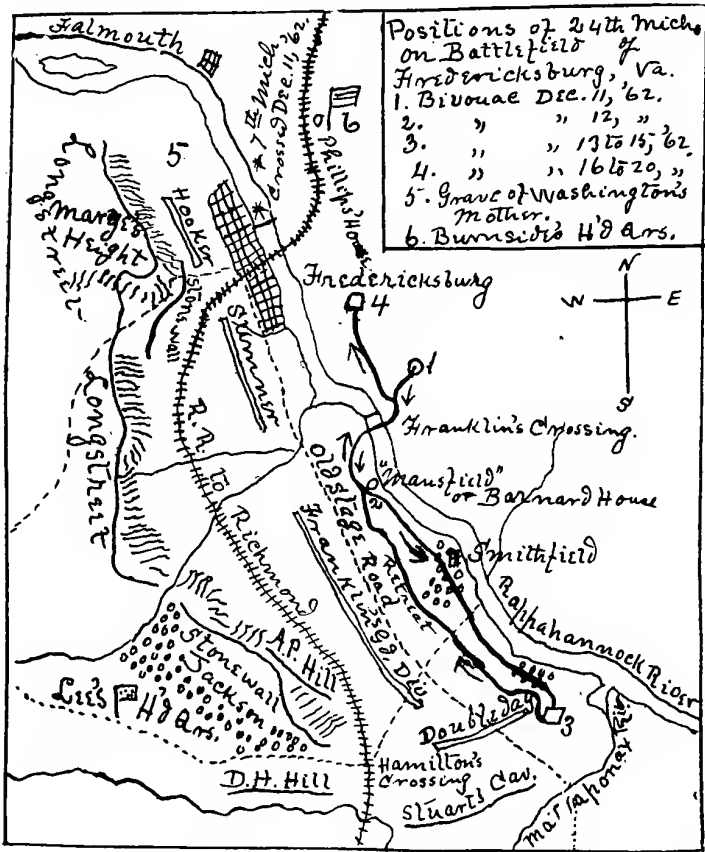 Positions of 24th Mich.
on Battlefield of
Fredericksburg, Va.
1. Bivouac Dec. 11, '62.
2. „ „ 12, „
3. „ „ 13 to 15, '62
4. „ „ 16 to 20, „
5. Grave of Washington's
Mother.
6. Burnside's H'd Qrs.
Falmouth
* 7th Mich
* Crossed Dec. 11, '62.
6
Phillips' House
5
Longstreet
Marye's
Height
Hooker
Stone wall
Fredericksburg
4
N
W
E
S
1
Sumner
Franklin's Crossing.
Longstreet
R.R. to
Richmond
Old Stage Road
"Mansfield"
or Barnard House
2
Smithfield
Retreat
Franklin's Gd. Div.
Rappahannock River
A.P. Hill
Stonewall
Jackson
Lee's
H'd Qrs.
Doubleday
3
Hamilton's
Crossing
D.H. Hill
Stuart's Cav.
Massaponax Riv.